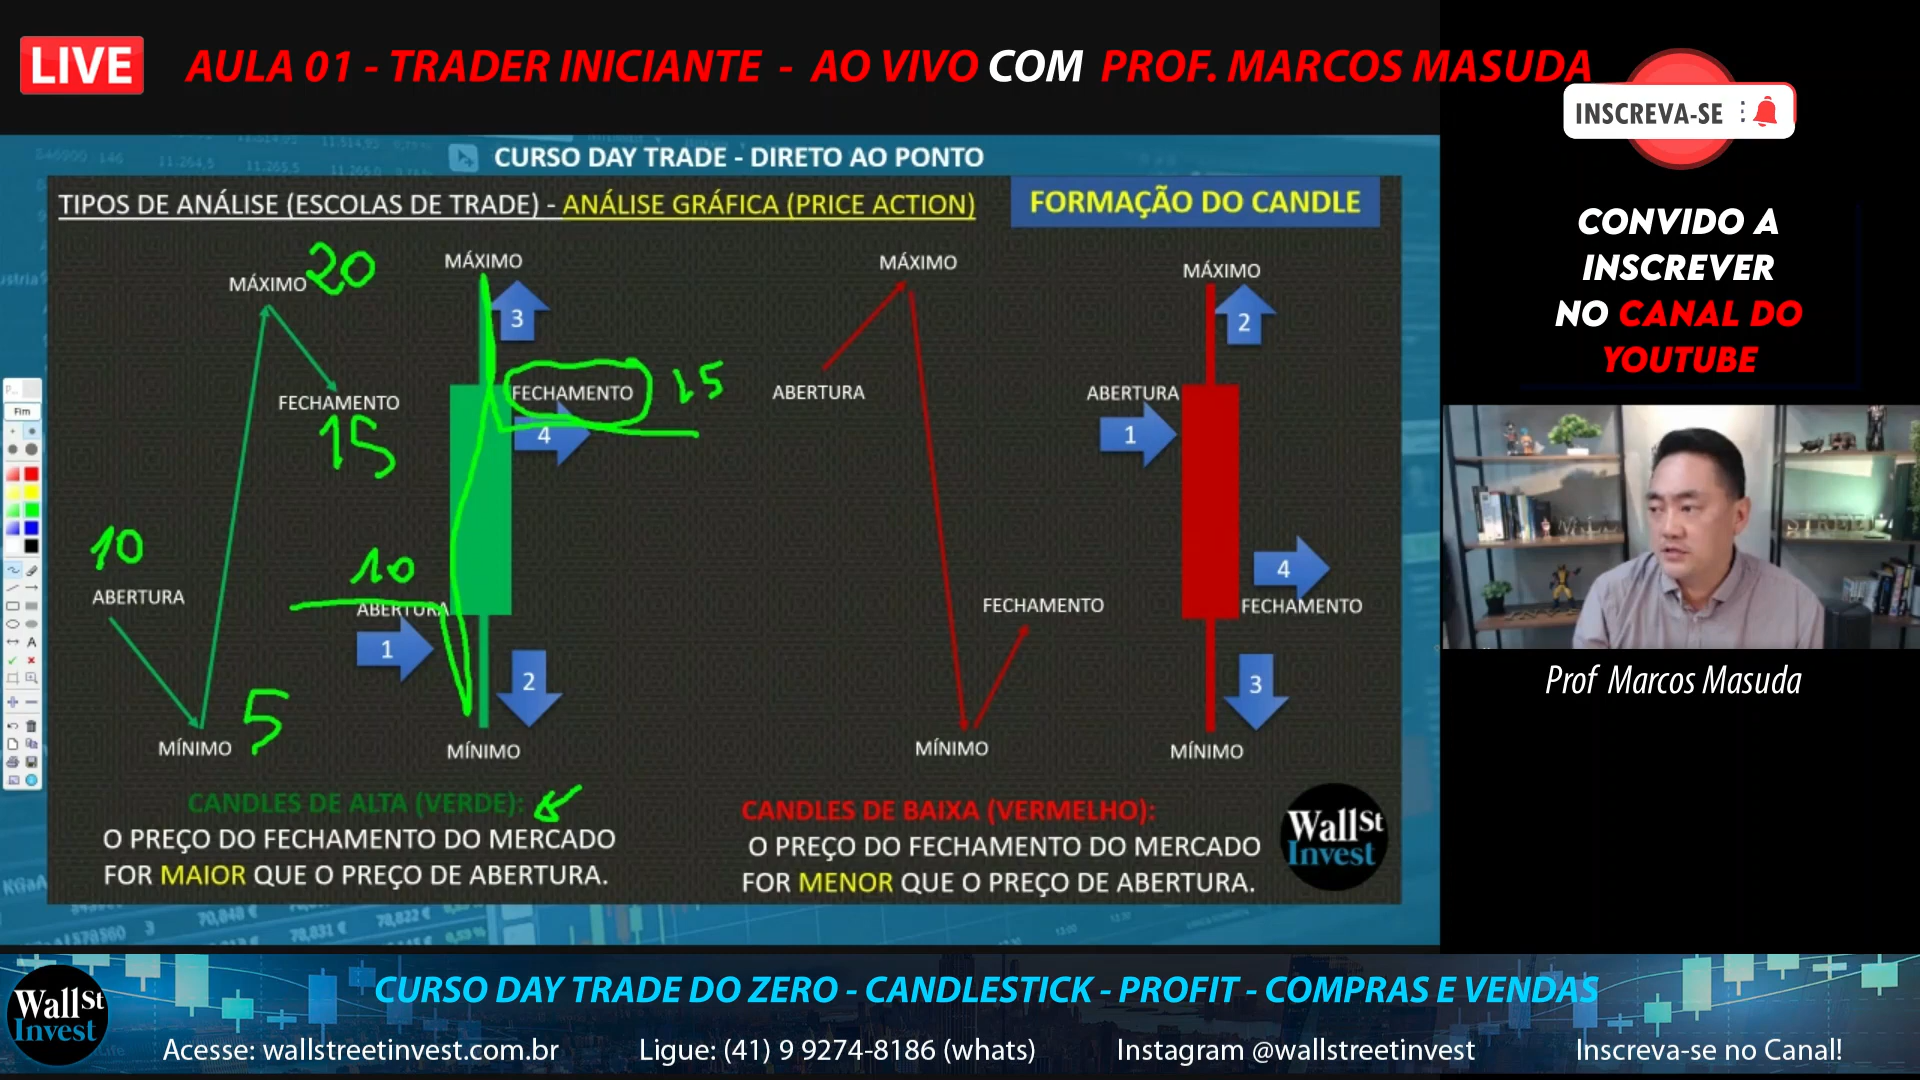 LIVE
AULA 01 - TRADER INICIANTE - AO VIVO COM PROF. MARCOS MASUDA
INSCREVA-SE
CONVIDO A
INSCREVER
NO CANAL DO
YOUTUBE
CURSO DAY TRADE - DIRETO AO PONTO
TIPOS DE ANÁLISE (ESCOLAS DE TRADE) - ANÁLISE GRÁFICA (PRICE ACTION)
FORMAÇÃO DO CANDLE
MÁXIMO 20
FECHAMENTO
15
10
ABERTURA
MÍNIMO 5
MÁXIMO
3
FECHAMENTO 15
4
10
ABERTURA
1
2
MÍNIMO
MÁXIMO
ABERTURA
FECHAMENTO
MÍNIMO
MÁXIMO
2
ABERTURA
1
4
FECHAMENTO
3
MÍNIMO
CANDLES DE ALTA (VERDE):
O PREÇO DO FECHAMENTO DO MERCADO
FOR MAIOR QUE O PREÇO DE ABERTURA.
CANDLES DE BAIXA (VERMELHO):
O PREÇO DO FECHAMENTO DO MERCADO
FOR MENOR QUE O PREÇO DE ABERTURA.
WallSt
Invest
Fim
A
Prof Marcos Masuda
WallSt
Invest
CURSO DAY TRADE DO ZERO - CANDLESTICK - PROFIT - COMPRAS E VENDAS
Acesse: wallstreetinvest.com.br
Ligue: (41) 9 9274-8186 (whats)
Instagram @wallstreetinvest
Inscreva-se no Canal!